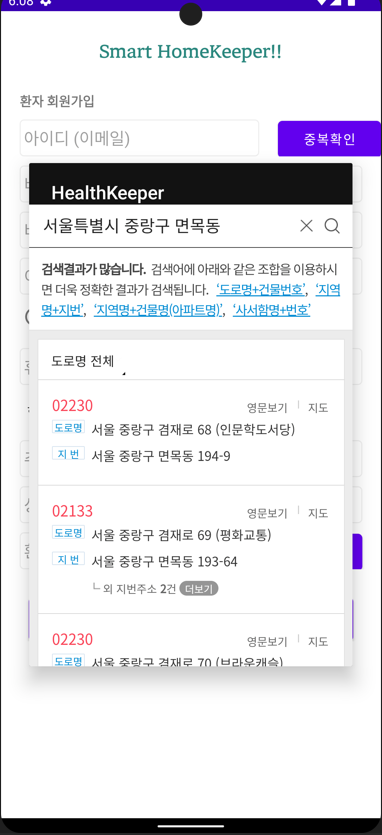 6:08
Smart HomeKeeper!!
환자 회원가입
아이디 (이메일)
중복확인
HealthKeeper
서울특별시 중랑구 면목동
검색결과가 많습니다. 검색어에 아래와 같은 조합을 이용하시
면 더욱 정확한 결과가 검색됩니다. ‘도로명+건물번호’, ‘지역
명+지번’, ‘지역명+건물명(아파트명)’, ‘사서함명+번호’
도로명 전체
02230 영문보기 지도
도로명 서울 중랑구 겸재로 68 (인문학도서당)
지 번 서울 중랑구 면목동 194-9
02133 영문보기 지도
도로명 서울 중랑구 겸재로 69 (평화교통)
지 번 서울 중랑구 면목동 193-64
└ 외 지번주소 2건 더보기
02230 영문보기 지도
도로명 서울 중랑구 겸재로 70 (브라운캐슬)